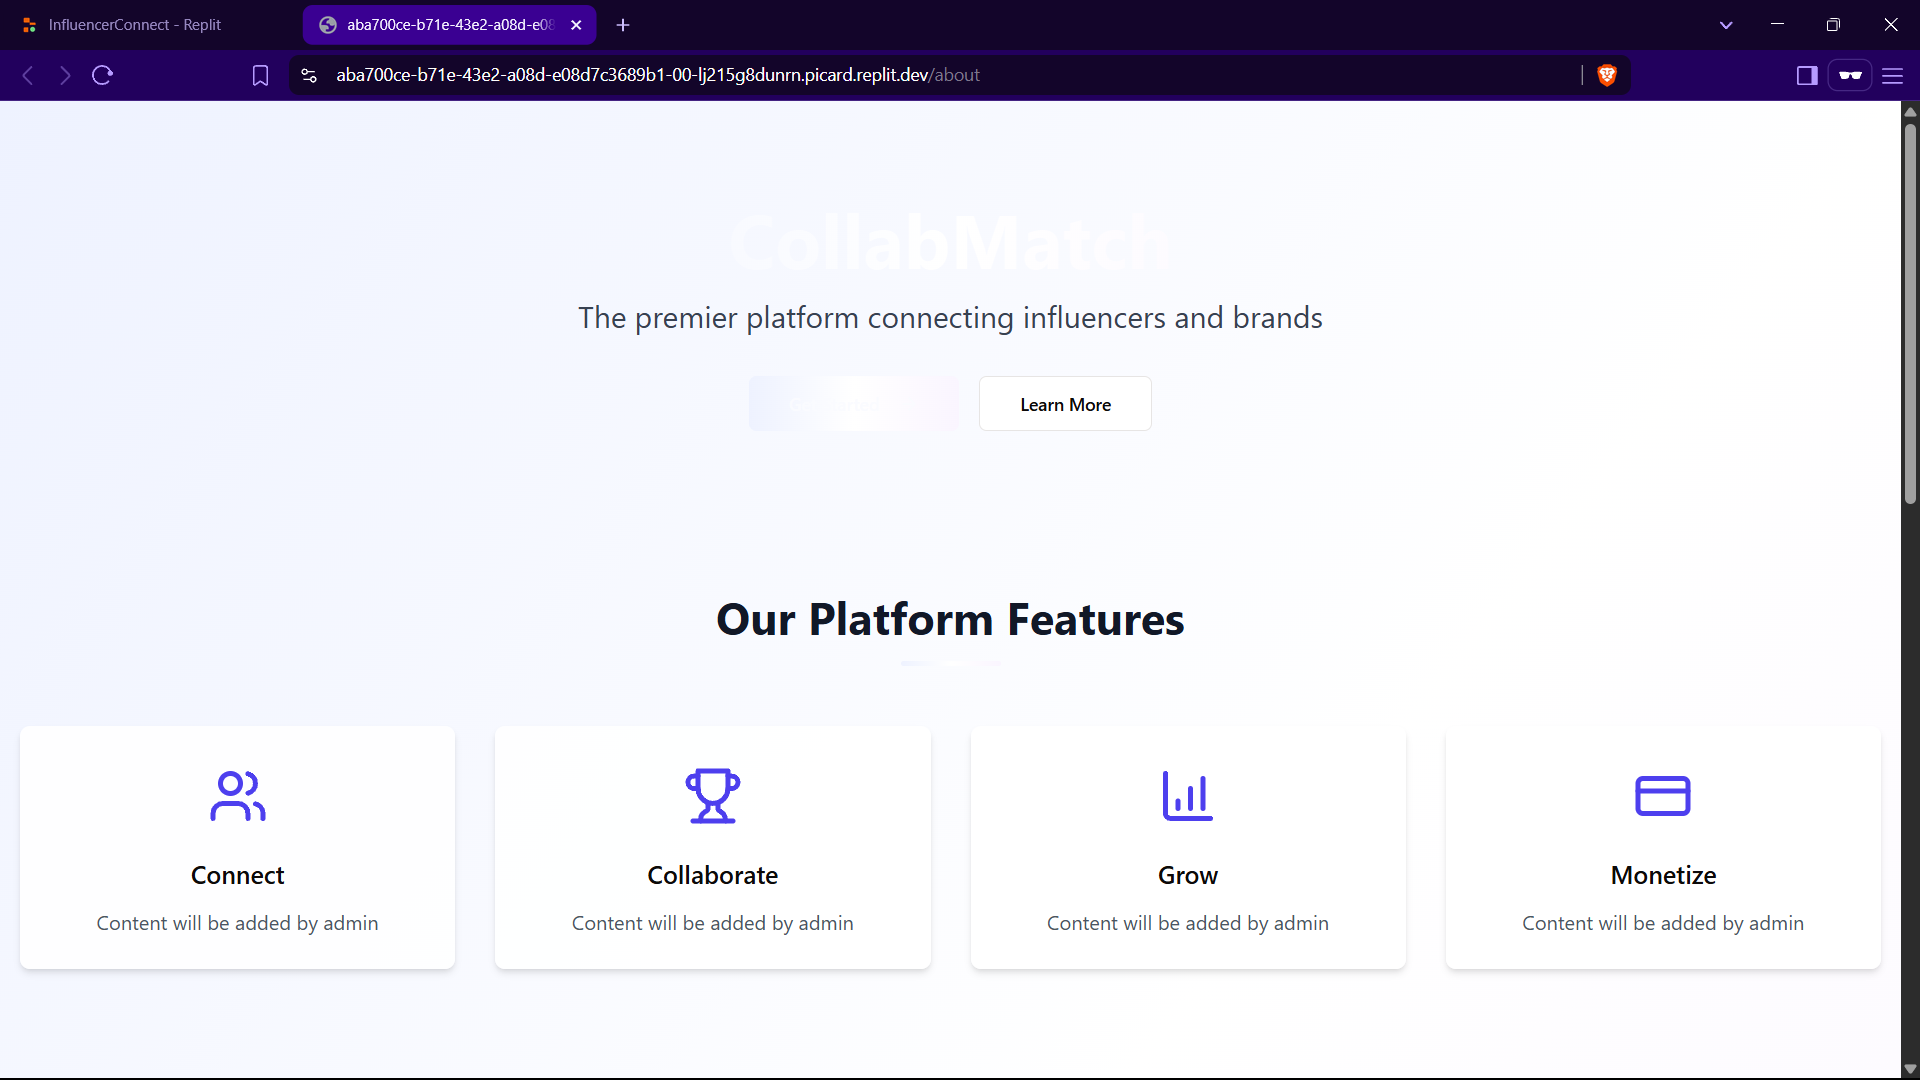 InfluencerConnect - Replit
aba700ce-b71e-43e2-a08d-e08
aba700ce-b71e-43e2-a08d-e08d7c3689b1-00-lj215g8dunrn.picard.replit.dev/about
CollabMatch
The premier platform connecting influencers and brands
Learn More
Our Platform Features
Connect
Collaborate
Grow
Monetize
Content will be added by admin
Content will be added by admin
Content will be added by admin
Content will be added by admin